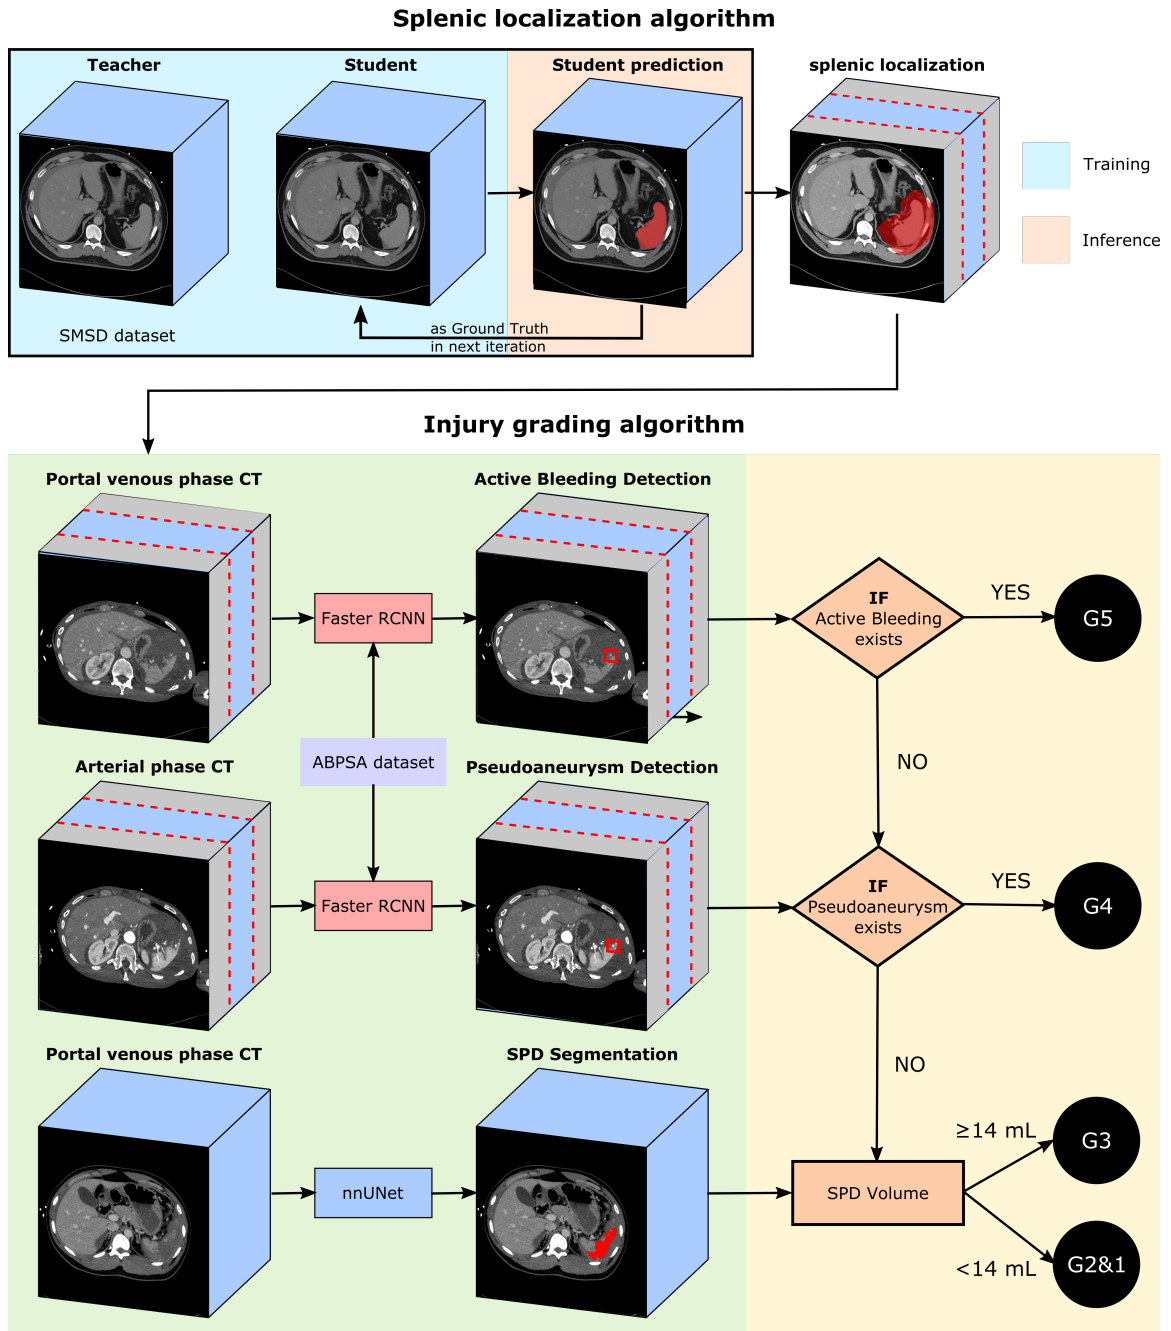 Splenic localization algorithm
Teacher
Student
Student prediction
splenic localization
Training
Inference
SMSD dataset
as Ground Truth
in next iteration
Injury grading algorithm
Portal venous phase CT
Active Bleeding Detection
Faster RCNN
IF
Active Bleeding
exists
YES
G5
NO
ABPSA dataset
Arterial phase CT
Pseudoaneurysm Detection
Faster RCNN
IF
Pseudoaneurysm
exists
YES
G4
NO
Portal venous phase CT
SPD Segmentation
nnUNet
SPD Volume
≥14 mL
G3
<14 mL
G2&1